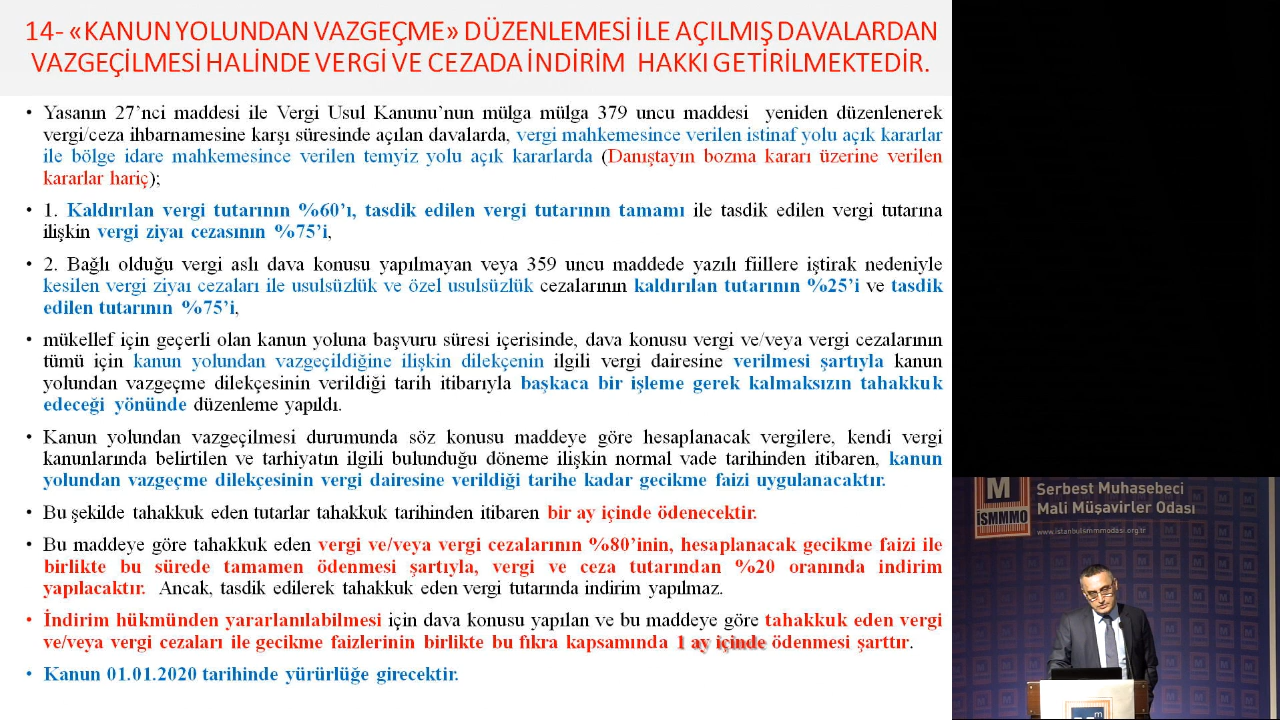 14- «KANUN YOLUNDAN VAZGEÇME» DÜZENLEMESİ İLE AÇILMIŞ DAVALARDAN
VAZGEÇİLMESİ HALİNDE VERGİ VE CEZADA İNDİRİM HAKKI GETİRİLMEKTEDİR.
• Yasanın 27’nci maddesi ile Vergi Usul Kanunu’nun mülga mülga 379 uncu maddesi yeniden düzenlenerek
vergi/ceza ihbarnamesine karşı süresinde açılan davalarda, vergi mahkemesince verilen istinaf yolu açık kararlar
ile bölge idare mahkemesince verilen temyiz yolu açık kararlarda (Danıştayın bozma kararı üzerine verilen
kararlar hariç);
• 1. Kaldırılan vergi tutarının %60’ı, tasdik edilen vergi tutarının tamamı ile tasdik edilen vergi tutarına
ilişkin vergi ziyaı cezasının %75’i,
• 2. Bağlı olduğu vergi aslı dava konusu yapılmayan veya 359 uncu maddede yazılı fiillere iştirak nedeniyle
kesilen vergi ziyaı cezaları ile usulsüzlük ve özel usulsüzlük cezalarının kaldırılan tutarının %25’i ve tasdik
edilen tutarının %75’i,
• mükellef için geçerli olan kanun yoluna başvuru süresi içerisinde, dava konusu vergi ve/veya vergi cezalarının
tümü için kanun yolundan vazgeçildiğine ilişkin dilekçenin ilgili vergi dairesine verilmesi şartıyla kanun
yolundan vazgeçme dilekçesinin verildiği tarih itibarıyla başkaca bir işleme gerek kalmaksızın tahakkuk
edeceği yönünde düzenleme yapıldı.
• Kanun yolundan vazgeçilmesi durumunda söz konusu maddeye göre hesaplanacak vergilere, kendi vergi
kanunlarında belirtilen ve tarhiyatın ilgili bulunduğu döneme ilişkin normal vade tarihinden itibaren, kanun
yolundan vazgeçme dilekçesinin vergi dairesine verildiği tarihe kadar gecikme faizi uygulanacaktır.
• Bu şekilde tahakkuk eden tutarlar tahakkuk tarihinden itibaren bir ay içinde ödenecektir.
• Bu maddeye göre tahakkuk eden vergi ve/veya vergi cezalarının %80’inin, hesaplanacak gecikme faizi ile
birlikte bu sürede tamamen ödenmesi şartıyla, vergi ve ceza tutarından %20 oranında indirim
yapılacaktır. Ancak, tasdik edilerek tahakkuk eden vergi tutarında indirim yapılmaz.
• İndirim hükmünden yararlanılabilmesi için dava konusu yapılan ve bu maddeye göre tahakkuk eden vergi
ve/veya vergi cezaları ile gecikme faizlerinin birlikte bu fıkra kapsamında 1 ay içinde ödenmesi şarttır.
• Kanun 01.01.2020 tarihinde yürürlüğe girecektir.
M
İSMMMO
Serbest Muhasebeci
Mali Müşavirler Odası
www.istanbulsmmmodasi.org.tr